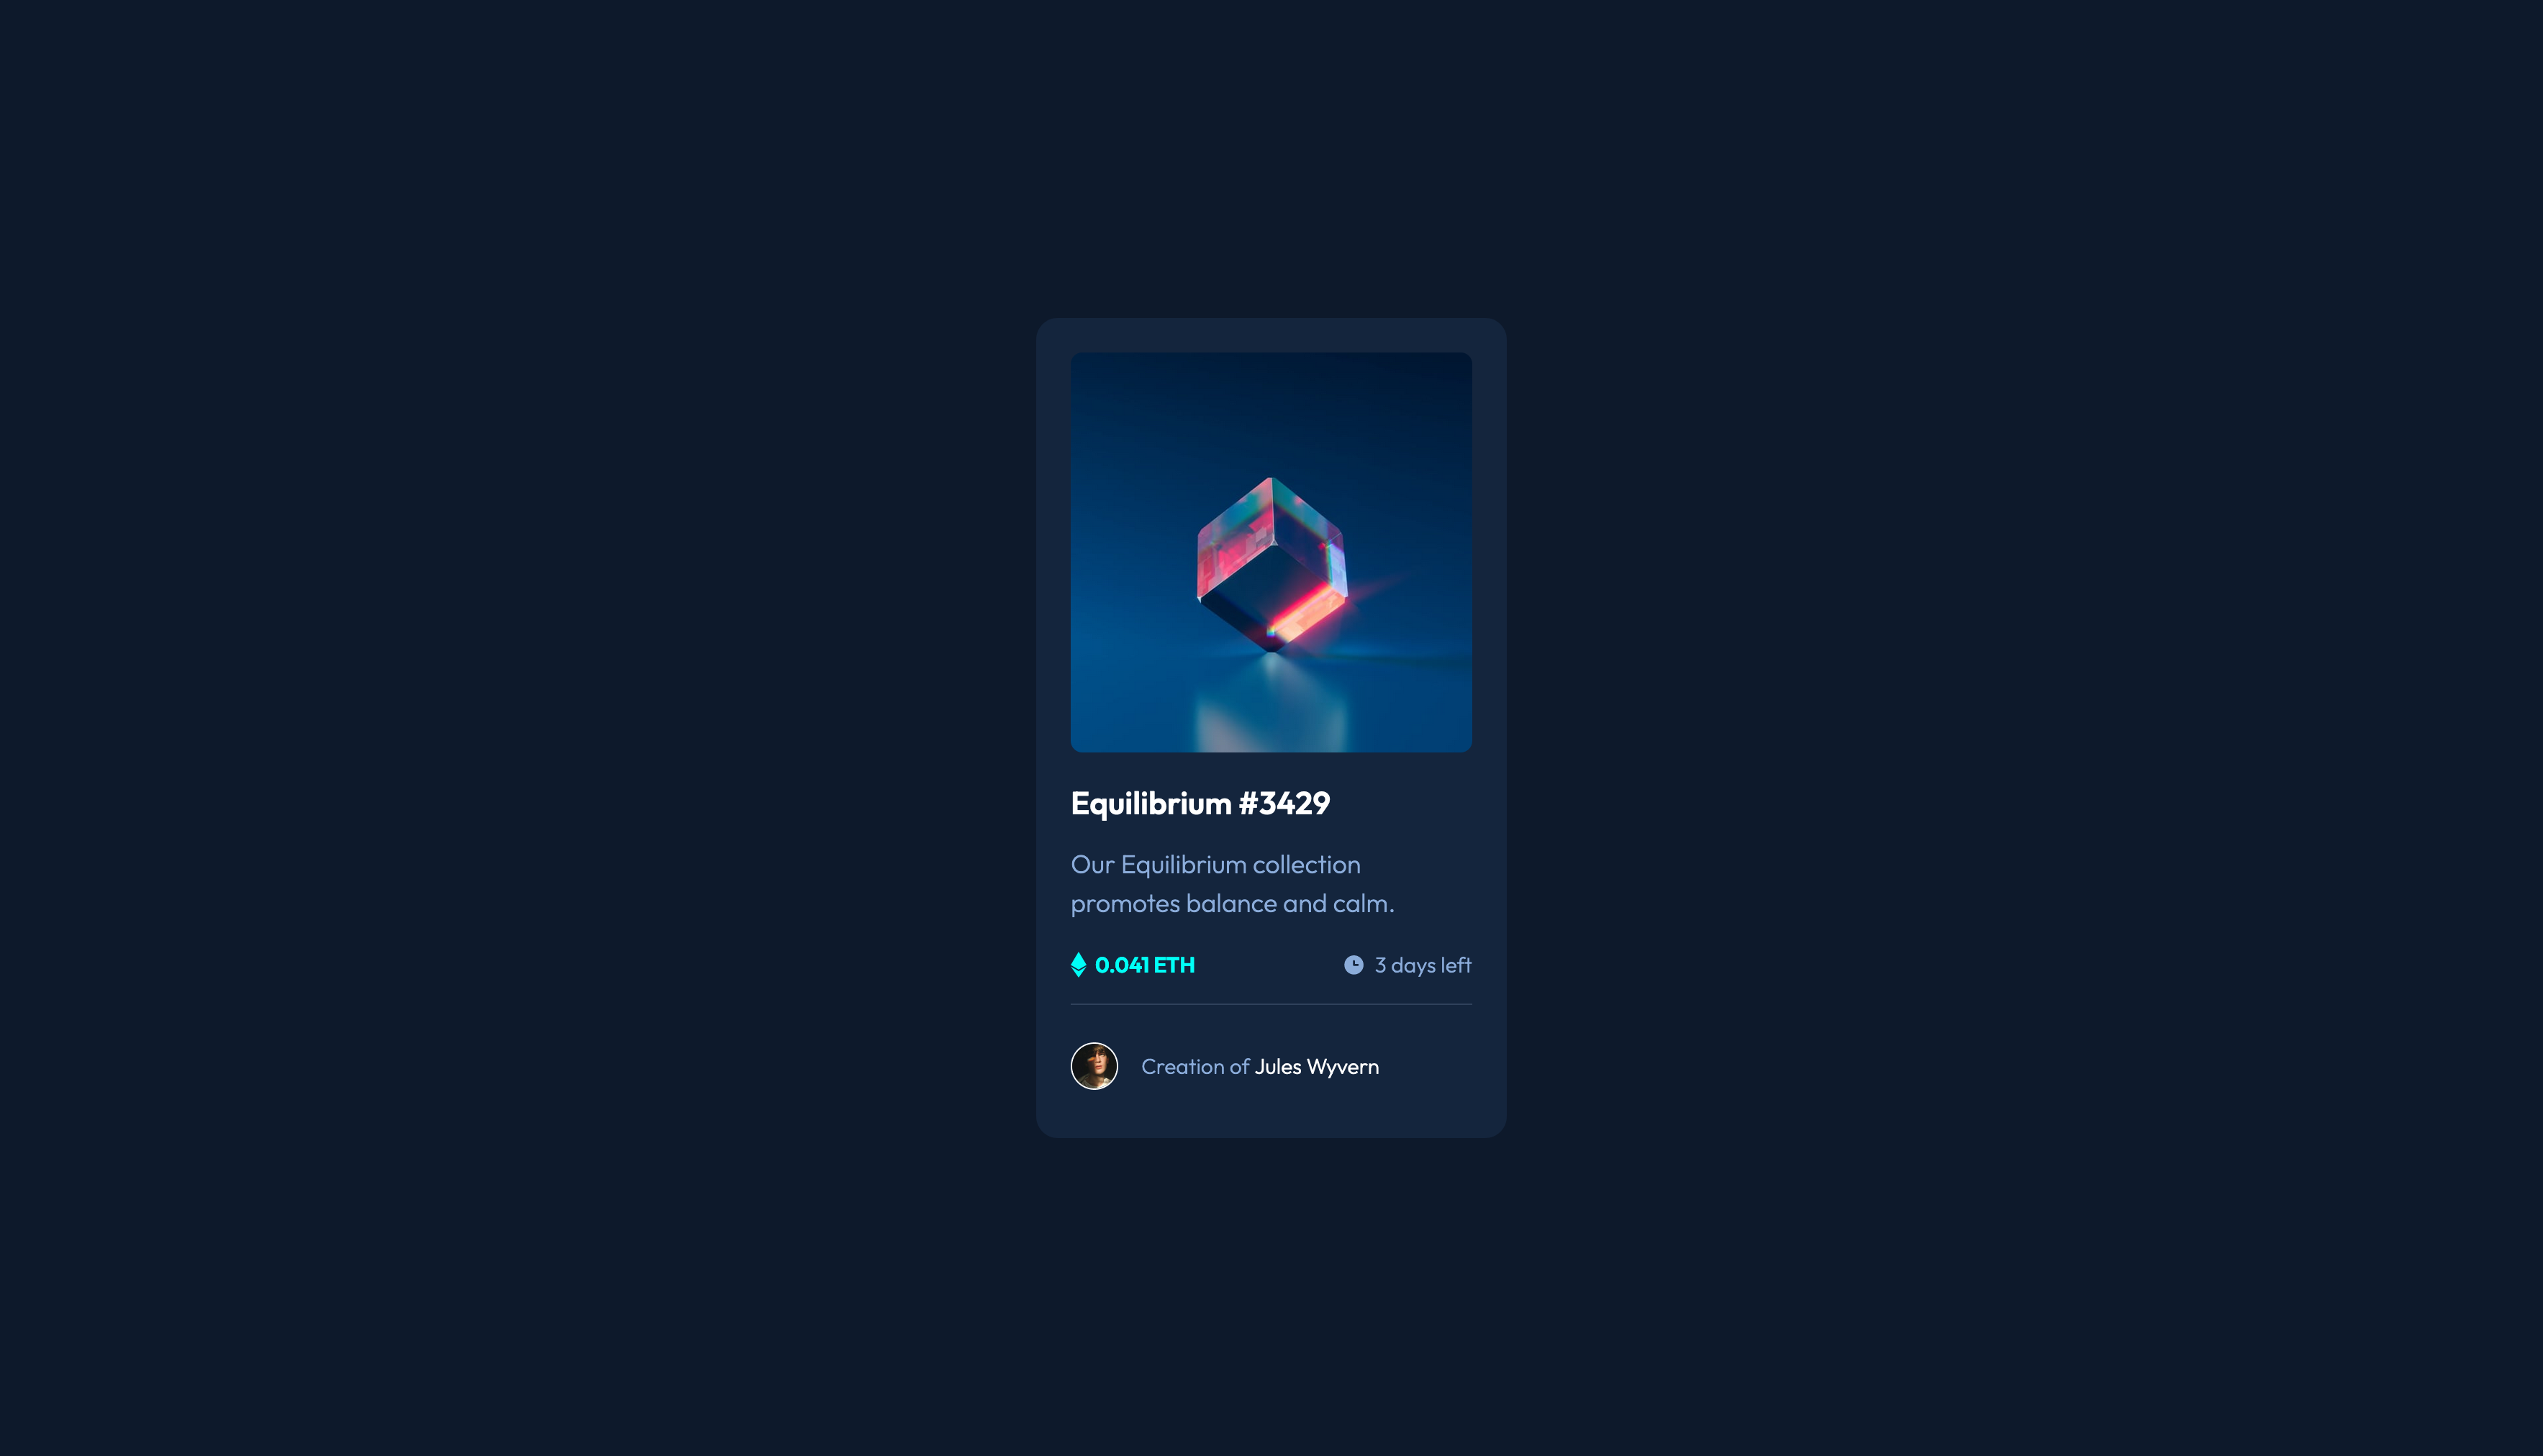 Equilibrium #3429
Our Equilibrium collection
promotes balance and calm.
0.041 ETH
3 days left
Creation of Jules Wyvern